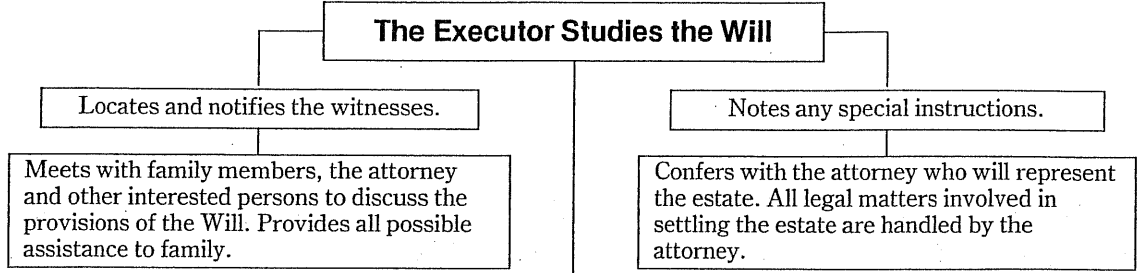 The Executor Studies the Will
Locates and notifies the witnesses.
Notes any special instructions.
Meets with family members, the attorney
and other interested persons to discuss the
provisions of the Will. Provides all possible
assistance to family.
Confers with the attorney who will represent
the estate. All legal matters involved in
settling the estate are handled by the
attorney.